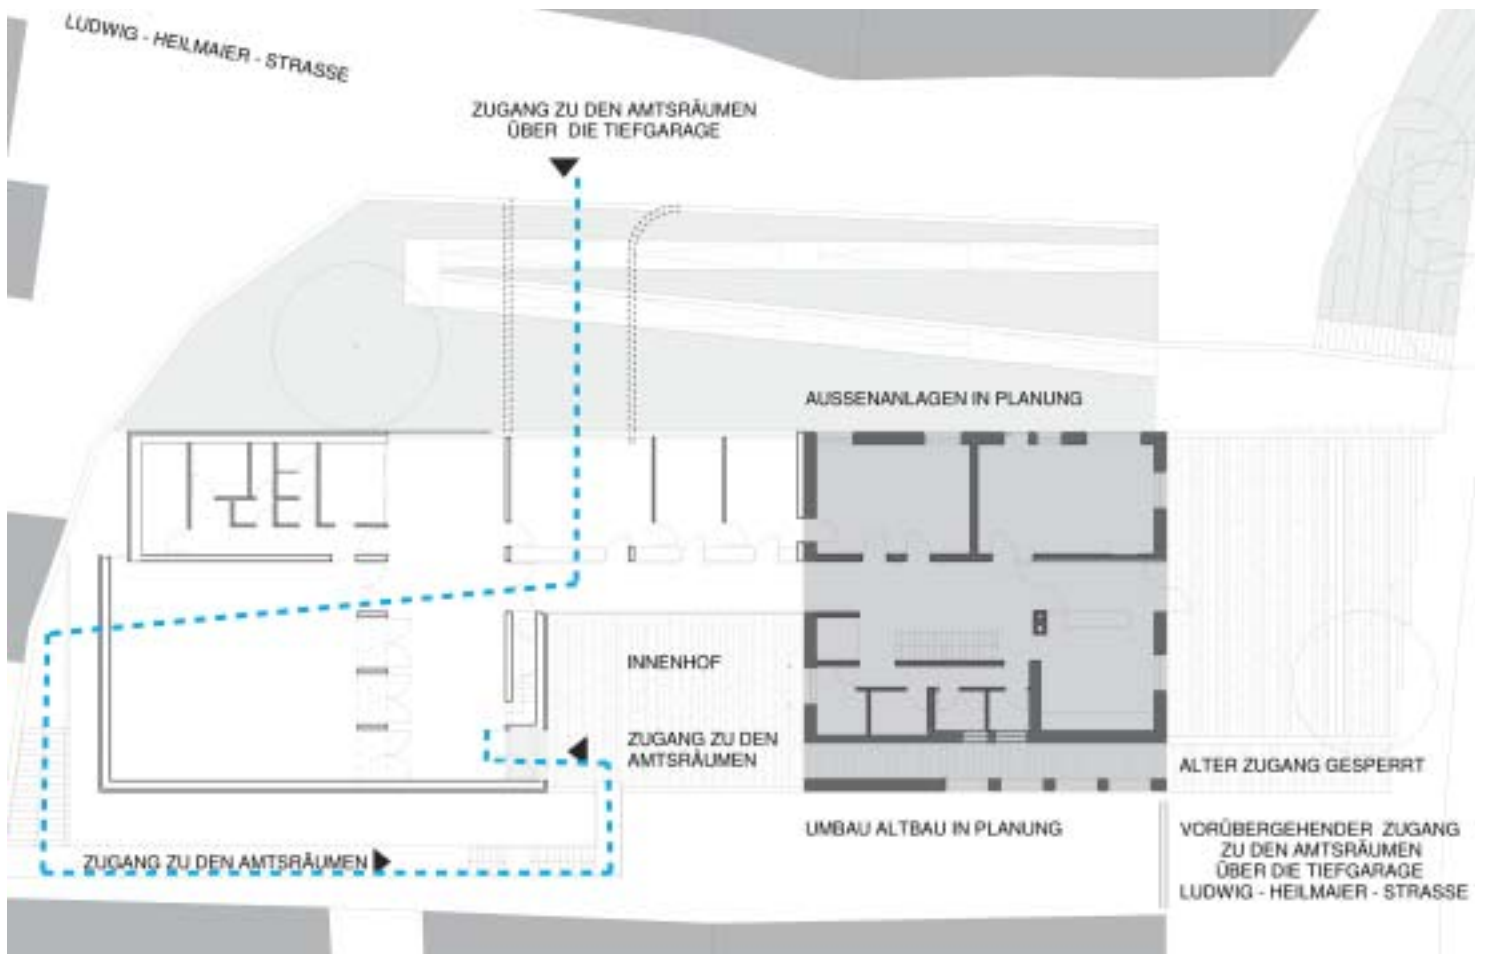 LUDWIG - HEILMAIER - STRASSE
ZUGANG ZU DEN AMTSRÄUMEN
ÜBER DIE TIEFGARAGE
AUSSENANLAGEN IN PLANUNG
INNENHOF
ZUGANG ZU DEN
AMTSRÄUMEN
ALTER ZUGANG GESPERRT
UMBAU ALTBAU IN PLANUNG
VORÜBERGEHENDER ZUGANG
ZU DEN AMTSRÄUMEN
ÜBER DIE TIEFGARAGE
LUDWIG - HEILMAIER - STRASSE
ZUGANG ZU DEN AMTSRÄUMEN